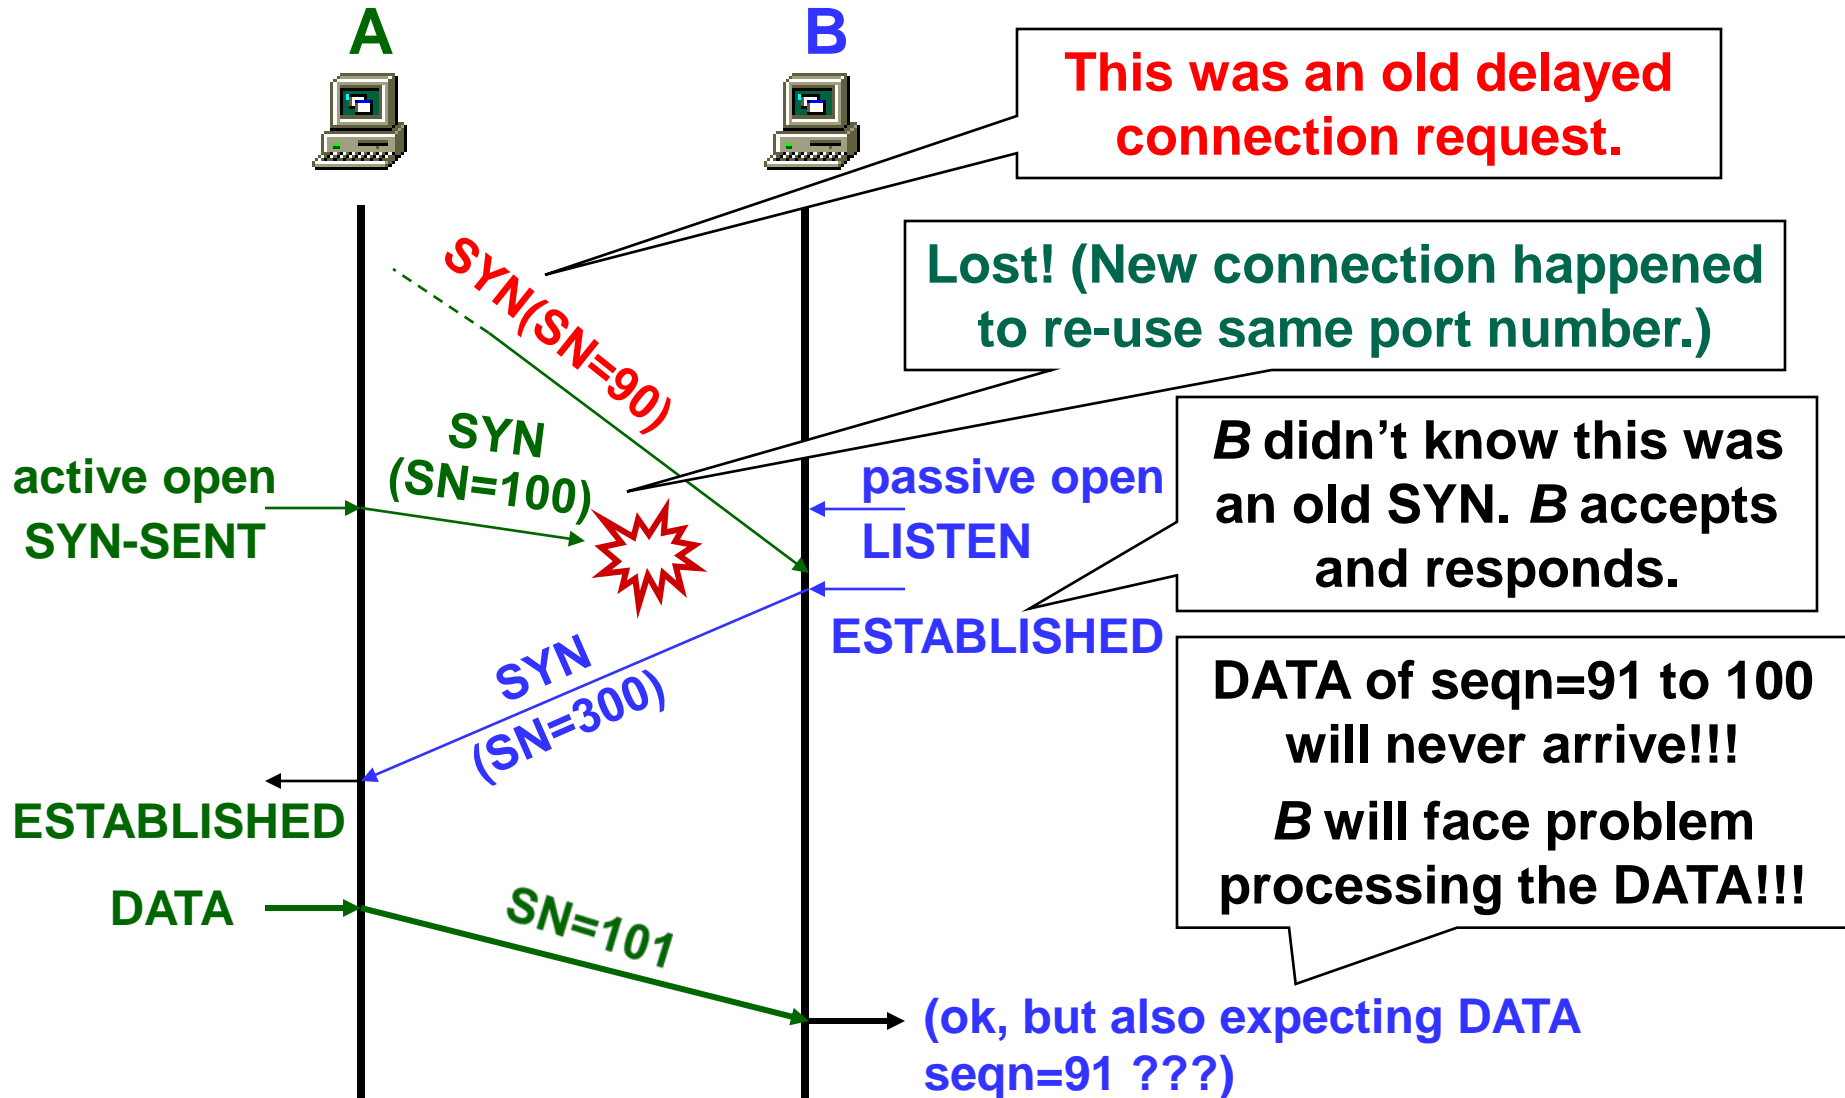 A
B
This was an old delayed
connection request.
SYN(SN=90)
Lost! (New connection happened
to re-use same port number.)
SYN
(SN=100)
active open
SYN-SENT
passive open
LISTEN
B didn’t know this was
an old SYN. B accepts
and responds.
ESTABLISHED
SYN
(SN=300)
DATA of seqn=91 to 100
will never arrive!!!
B will face problem
processing the DATA!!!
ESTABLISHED
DATA
SN=101
(ok, but also expecting DATA
seqn=91 ???)